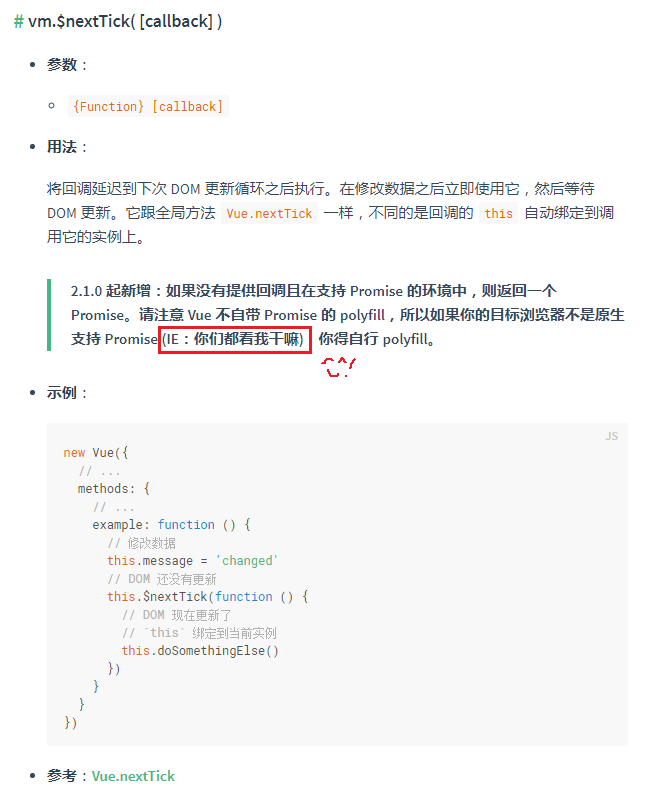 # vm.$nextTick( [callback] )
参数：
{Function} [callback]
用法：
将回调延迟到下次 DOM 更新循环之后执行。在修改数据之后立即使用它，然后等待
DOM 更新。它跟全局方法 Vue.nextTick 一样，不同的是回调的 this 自动绑定到调
用它的实例上。
2.1.0 起新增：如果没有提供回调且在支持 Promise 的环境中，则返回一个
Promise。请注意 Vue 不自带 Promise 的 polyfill，所以如果你的目标浏览器不是原生
支持 Promise (IE：你们都看我干嘛) 你得自行 polyfill。
示例：
JS
new Vue({
// ...
methods: {
// ...
example: function () {
// 修改数据
this.message = 'changed'
// DOM 还没有更新
this.$nextTick(function () {
// DOM 现在更新了
// `this` 绑定到当前实例
this.doSomethingElse()
})
}
}
})
参考：Vue.nextTick